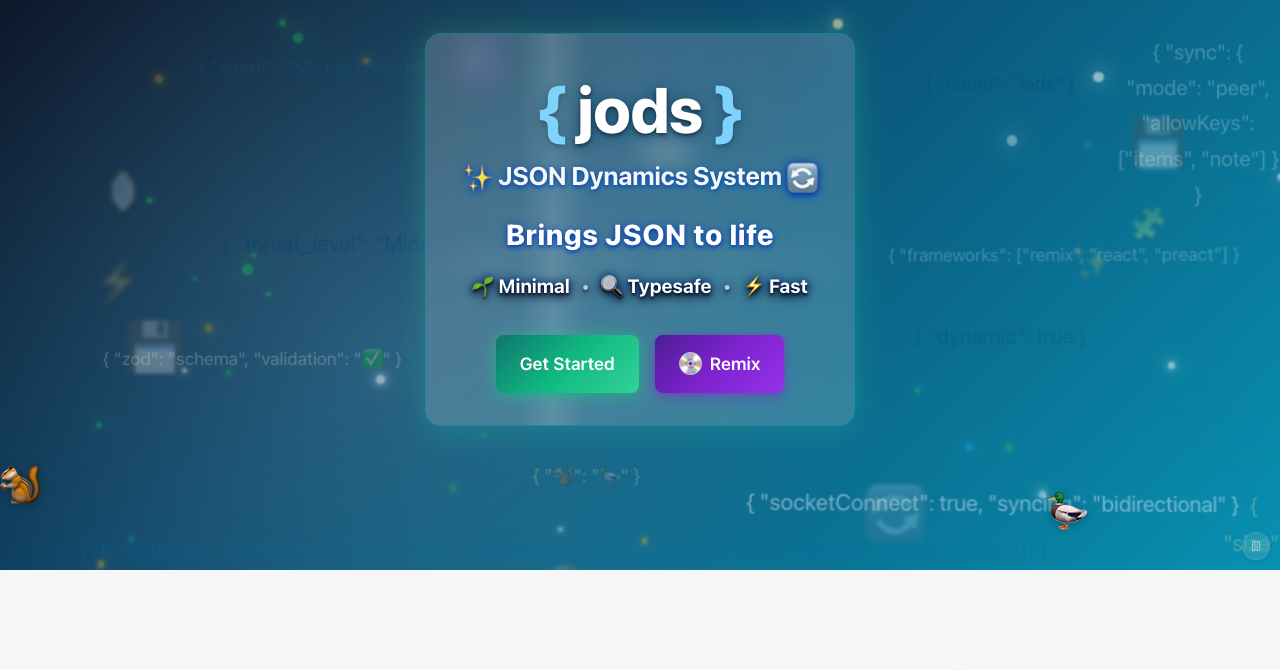 { jods }
✨ JSON Dynamics System 🔄
Brings JSON to life
🌱 Minimal • 🔍 Typesafe • ⚡ Fast
Get Started
💿 Remix
{ "agent": "Michael Scarn
{ "name": "jods" }
{ "sync": {
"mode": "peer",
"allowKeys":
["items", "note"] }
}
{ "threat_level": "Mid
{ "frameworks": ["remix", "react", "preact"] }
{ "dynamic": true }
{ "zod": "schema", "validation": "✅" }
{ "🐿️": "🦆" }
{ "socketConnect": true, "syncing": "bidirectional" }
{
{ "timestamp":